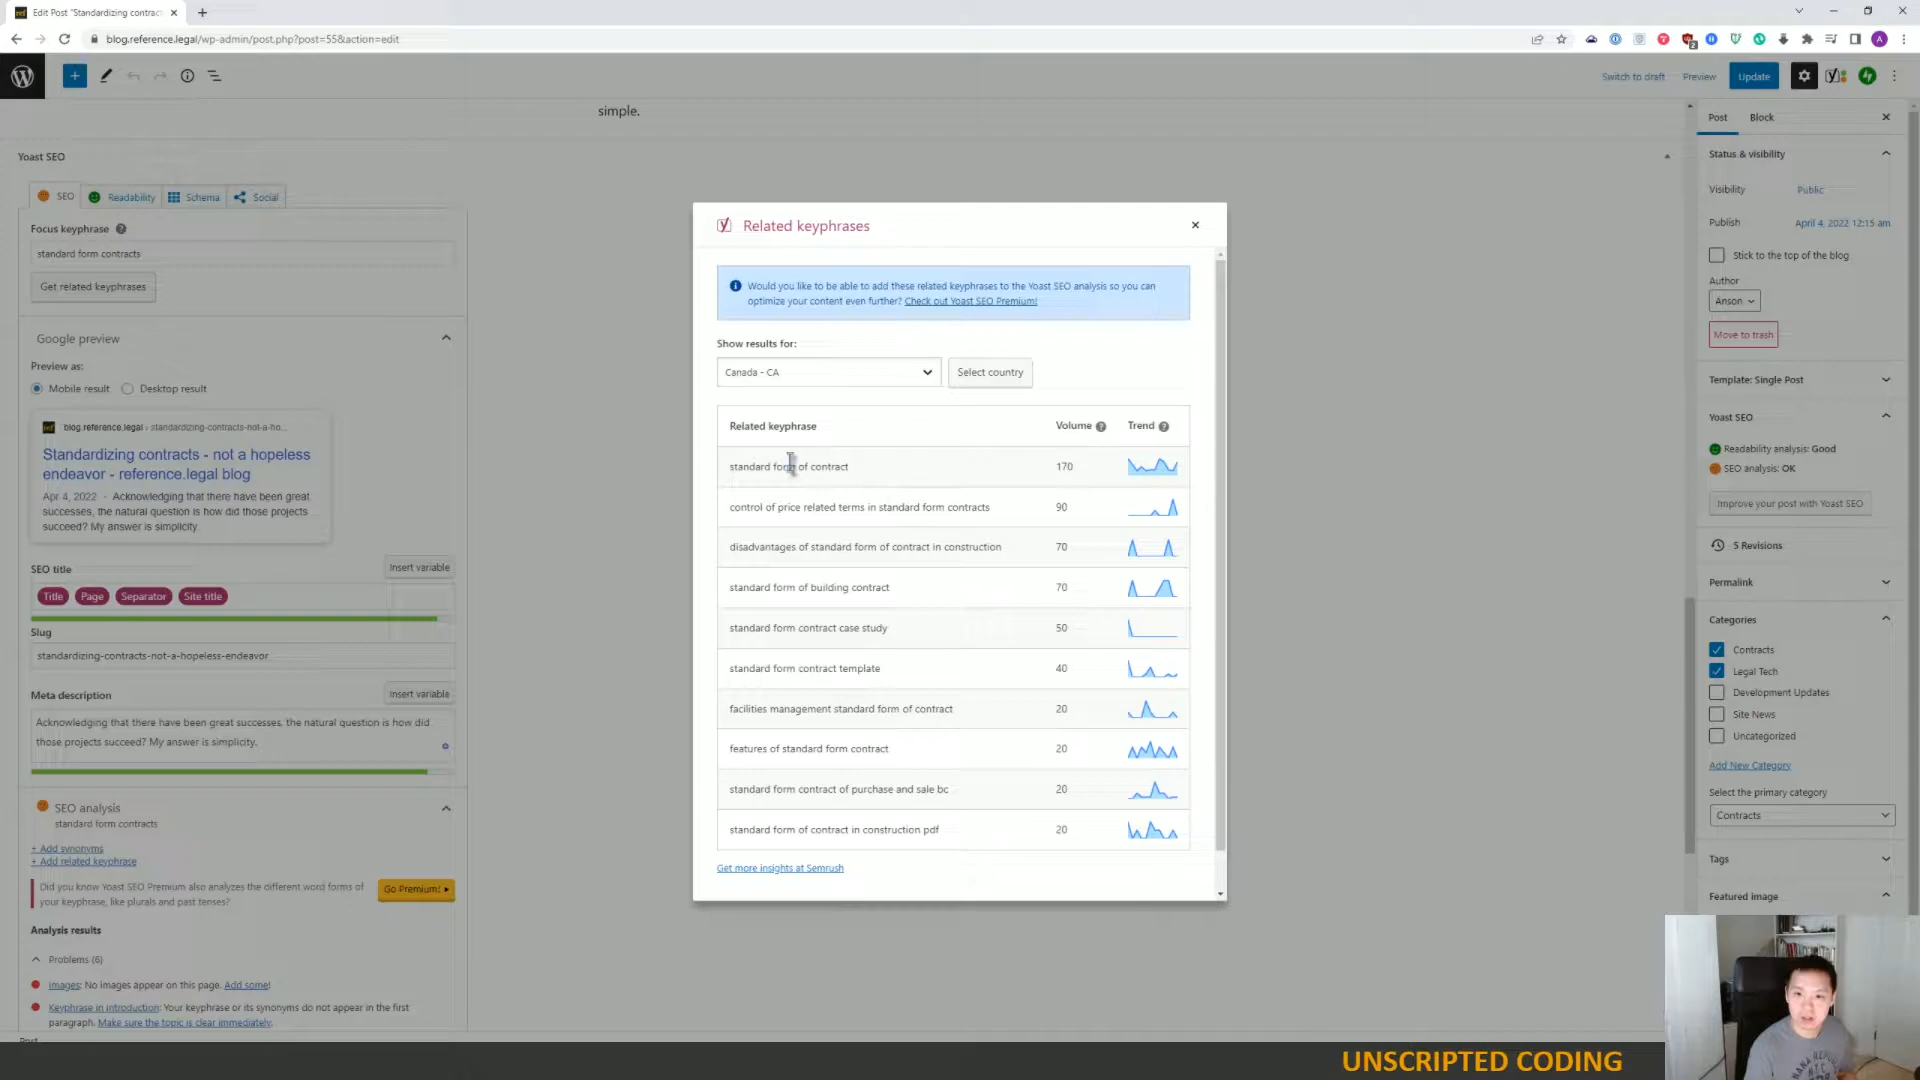 Edit Post "Standardizing contrac
blog.reference.legal/wp-admin/post.php?post=55&action=edit
Switch to draft
Preview
Update
simple.
Yoast SEO
SEO
Readability
Schema
Social
Focus keyphrase
standard form contracts
Get related keyphrases
Google preview
Preview as:
Mobile result
Desktop result
blog.reference.legal › standardizing-contracts-not-a-ho...
Standardizing contracts - not a hopeless
endeavor - reference.legal blog
Apr 4, 2022 - Acknowledging that there have been great
successes, the natural question is how did those projects
succeed? My answer is simplicity.
SEO title
Insert variable
Title
Page
Separator
Site title
Slug
standardizing-contracts-not-a-hopeless-endeavor
Meta description
Insert variable
Acknowledging that there have been great successes, the natural question is how did
those projects succeed? My answer is simplicity.
SEO analysis
standard form contracts
+ Add synonyms
+ Add related keyphrase
Did you know Yoast SEO Premium also analyzes the different word forms of
your keyphrase, like plurals and past tenses?
Go Premium!
Analysis results
Problems (6)
Images: No images appear on this page. Add some!
Keyphrase in introduction: Your keyphrase or its synonyms do not appear in the first
paragraph. Make sure the topic is clear immediately.
Post
Related keyphrases
Would you like to be able to add these related keyphrases to the Yoast SEO analysis so you can
optimize your content even further? Check out Yoast SEO Premium!
Show results for:
Canada - CA
Select country
Related keyphrase Volume Trend
standard form of contract 170
control of price related terms in standard form contracts 90
disadvantages of standard form of contract in construction 70
standard form of building contract 70
standard form contract case study 50
standard form contract template 40
facilities management standard form of contract 20
features of standard form contract 20
standard form contract of purchase and sale bc 20
standard form of contract in construction pdf 20
Get more insights at Semrush
Post
Block
Status & visibility
Visibility
Public
Publish
April 4, 2022 12:15 am
Stick to the top of the blog
Author
Anson
Move to trash
Template: Single Post
Yoast SEO
Readability analysis: Good
SEO analysis: OK
Improve your post with Yoast SEO
5 Revisions
Permalink
Categories
Contracts
Legal Tech
Development Updates
Site News
Uncategorized
Add New Category
Select the primary category
Contracts
Tags
Featured image
UNSCRIPTED CODING